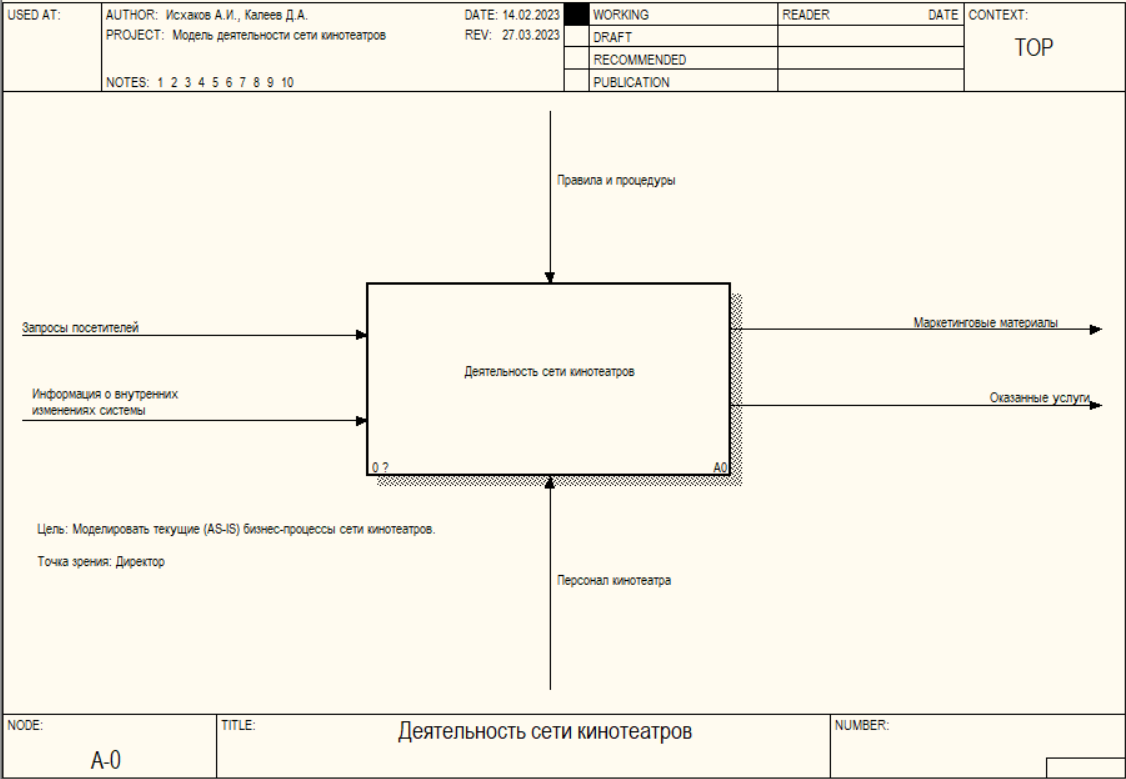 USED AT:
AUTHOR: Исхаков А.И., Калеев Д.А.
DATE: 14.02.2023
PROJECT: Модель деятельности сети кинотеатров
REV: 27.03.2023
NOTES: 1 2 3 4 5 6 7 8 9 10
WORKING
DRAFT
RECOMMENDED
PUBLICATION
READER DATE
CONTEXT:
TOP
Правила и процедуры
Запросы посетителей
Информация о внутренних
изменениях системы
Деятельность сети кинотеатров
0 ?
A0
Маркетинговые материалы
Оказанные услуги
Цель: Моделировать текущие (AS-IS) бизнес-процессы сети кинотеатров.
Точка зрения: Директор
Персонал кинотеатра
NODE:
A-0
TITLE:
Деятельность сети кинотеатров
NUMBER: